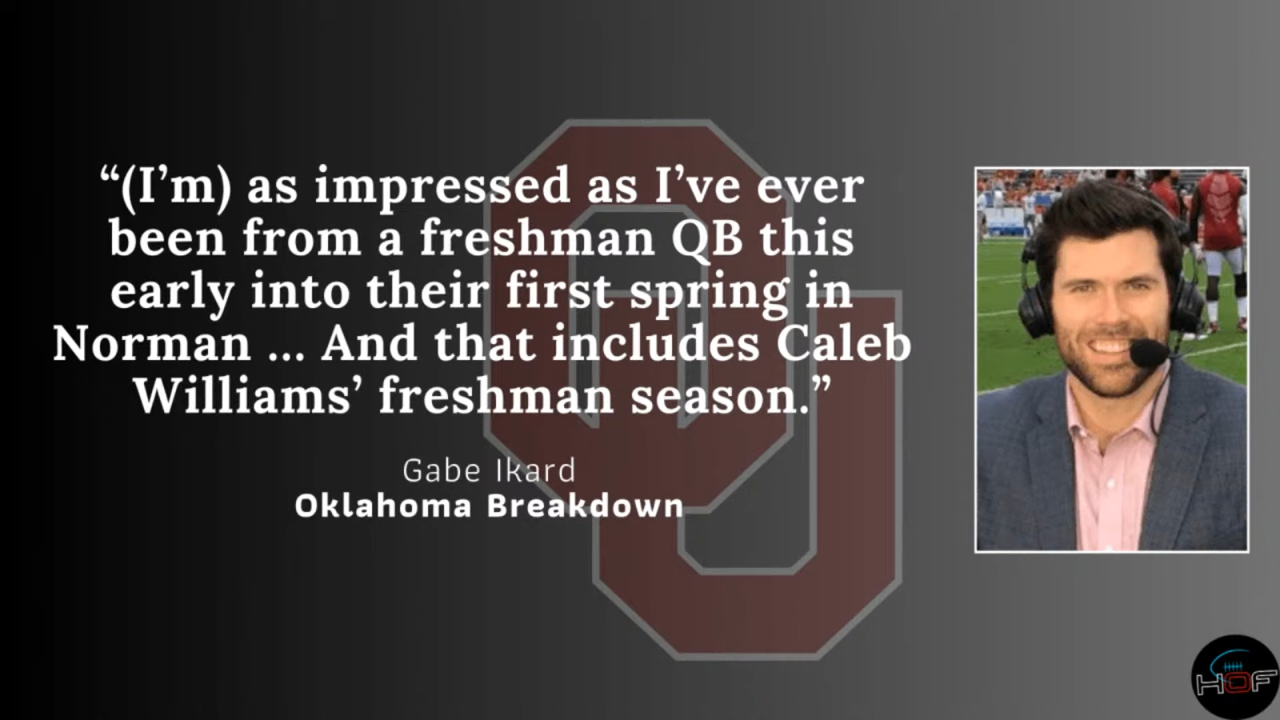 “(I’m) as impressed as I’ve ever
been from a freshman QB this
early into their first spring in
Norman ... And that includes Caleb
Williams’ freshman season.”
Gabe Ikard
Oklahoma Breakdown
HOF